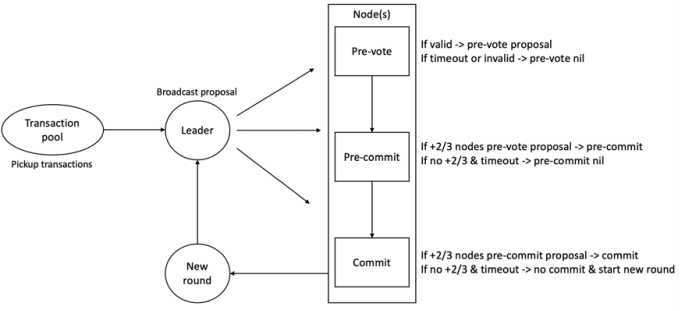 Node(s)
Pre-vote
If valid -> pre-vote proposal
If timeout or invalid -> pre-vote nil
Broadcast proposal
Transaction
pool
Leader
Pickup transactions
Pre-commit
If +2/3 nodes pre-vote proposal -> pre-commit
If no +2/3 & timeout -> pre-commit nil
New
round
Commit
If +2/3 nodes pre-commit proposal -> commit
If no +2/3 & timeout -> no commit & start new round